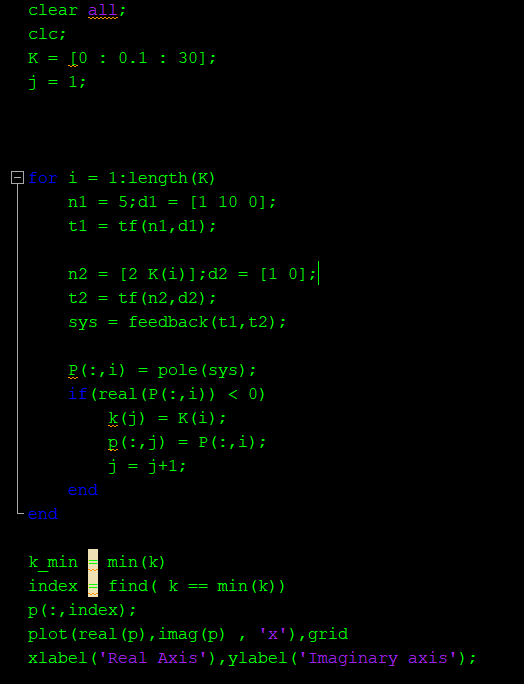 clear all;
clc;
K = [0 : 0.1 : 30];
j = 1;
for i = 1:length(K)
n1 = 5;d1 = [1 10 0];
t1 = tf(n1,d1);
n2 = [2 K(i)];d2 = [1 0];
t2 = tf(n2,d2);
sys = feedback(t1,t2);
P(:,i) = pole(sys);
if(real(P(:,i)) < 0)
k(j) = K(i);
p(:,j) = P(:,i);
j = j+1;
end
end
k_min = min(k)
index = find( k == min(k))
p(:,index);
plot(real(p),imag(p) , 'x'),grid
xlabel('Real Axis'),ylabel('Imaginary axis');